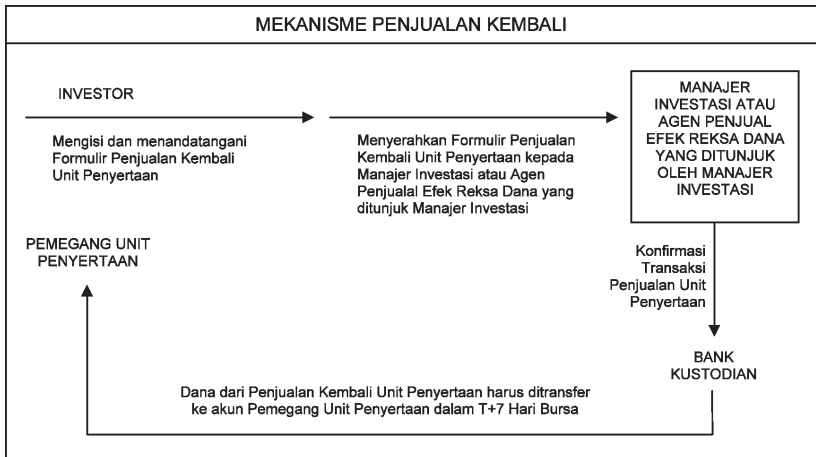 MEKANISME PENJUALAN KEMBALI
INVESTOR
Mengisi dan menandatangani
Formulir Penjualan Kembali
Unit Penyertaan
Menyerahkan Formulir Penjualan
Kembali Unit Penyertaan kepada
Manajer Investasi atau Agen
Penjualal Efek Reksa Dana yang
ditunjuk Manajer Investasi
MANAJER
INVESTASI ATAU
AGEN PENJUAL
EFEK REKSA DANA
YANG DITUNJUK
OLEH MANAJER
INVESTASI
Konfirmasi
Transaksi
Penjualan Unit
Penyertaan
BANK
KUSTODIAN
Dana dari Penjualan Kembali Unit Penyertaan harus ditransfer
ke akun Pemegang Unit Penyertaan dalam T+7 Hari Bursa
PEMEGANG UNIT
PENYERTAAN